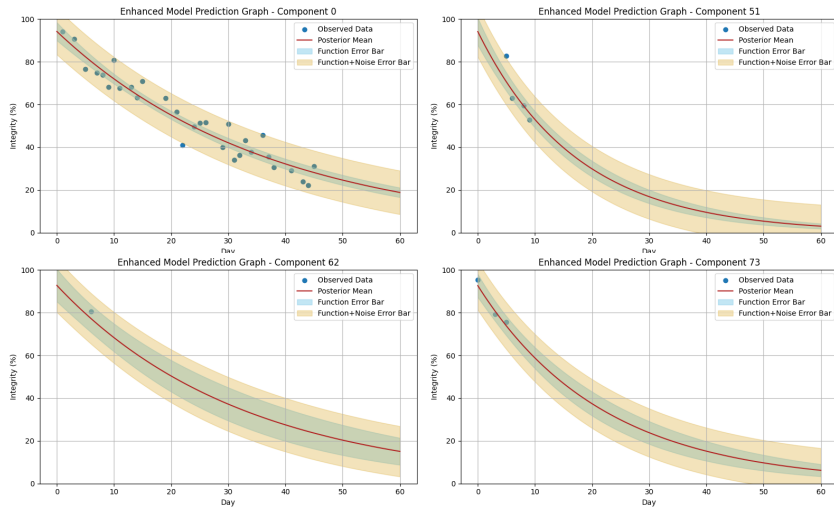 Enhanced Model Prediction Graph - Component 0
Observed Data
Posterior Mean
Function Error Bar
Function+Noise Error Bar
Integrity (%)
100
80
60
40
20
0
0 10 20 30 40 50 60
Day
Enhanced Model Prediction Graph - Component 51
Observed Data
Posterior Mean
Function Error Bar
Function+Noise Error Bar
Integrity (%)
100
80
60
40
20
0
0 10 20 30 40 50 60
Day
Enhanced Model Prediction Graph - Component 62
Observed Data
Posterior Mean
Function Error Bar
Function+Noise Error Bar
Integrity (%)
100
80
60
40
20
0
0 10 20 30 40 50 60
Day
Enhanced Model Prediction Graph - Component 73
Observed Data
Posterior Mean
Function Error Bar
Function+Noise Error Bar
Integrity (%)
100
80
60
40
20
0
0 10 20 30 40 50 60
Day